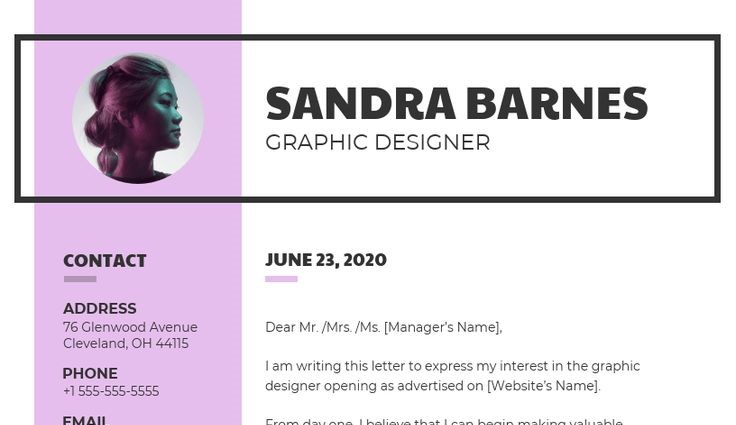 SANDRA BARNES
GRAPHIC DESIGNER
CONTACT
ADDRESS
76 Glenwood Avenue
Cleveland, OH 44115
PHONE
+1 555-555-5555
EMAIL
JUNE 23, 2020
Dear Mr. /Mrs. /Ms. [Manager’s Name],
I am writing this letter to express my interest in the graphic
designer opening as advertised on [Website’s Name].
From day one, I believe that I can begin making valuable